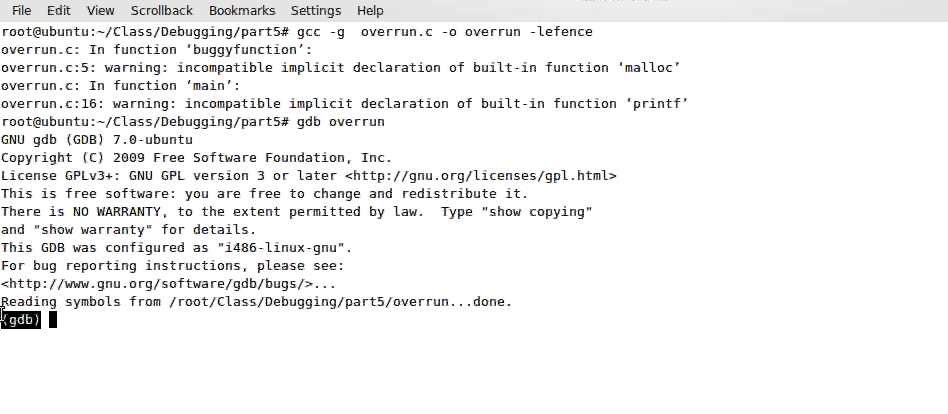 File Edit View Scrollback Bookmarks Settings Help
root@ubuntu:~/Class/Debugging/part5# gcc -g  overrun.c -o overrun -lefence
overrun.c: In function ‘buggyfunction’:
overrun.c:5: warning: incompatible implicit declaration of built-in function ‘malloc’
overrun.c: In function ‘main’:
overrun.c:16: warning: incompatible implicit declaration of built-in function ‘printf’
root@ubuntu:~/Class/Debugging/part5# gdb overrun
GNU gdb (GDB) 7.0-ubuntu
Copyright (C) 2009 Free Software Foundation, Inc.
License GPLv3+: GNU GPL version 3 or later <http://gnu.org/licenses/gpl.html>
This is free software: you are free to change and redistribute it.
There is NO WARRANTY, to the extent permitted by law.  Type "show copying"
and "show warranty" for details.
This GDB was configured as "i486-linux-gnu".
For bug reporting instructions, please see:
<http://www.gnu.org/software/gdb/bugs/>...
Reading symbols from /root/Class/Debugging/part5/overrun...done.
(gdb)